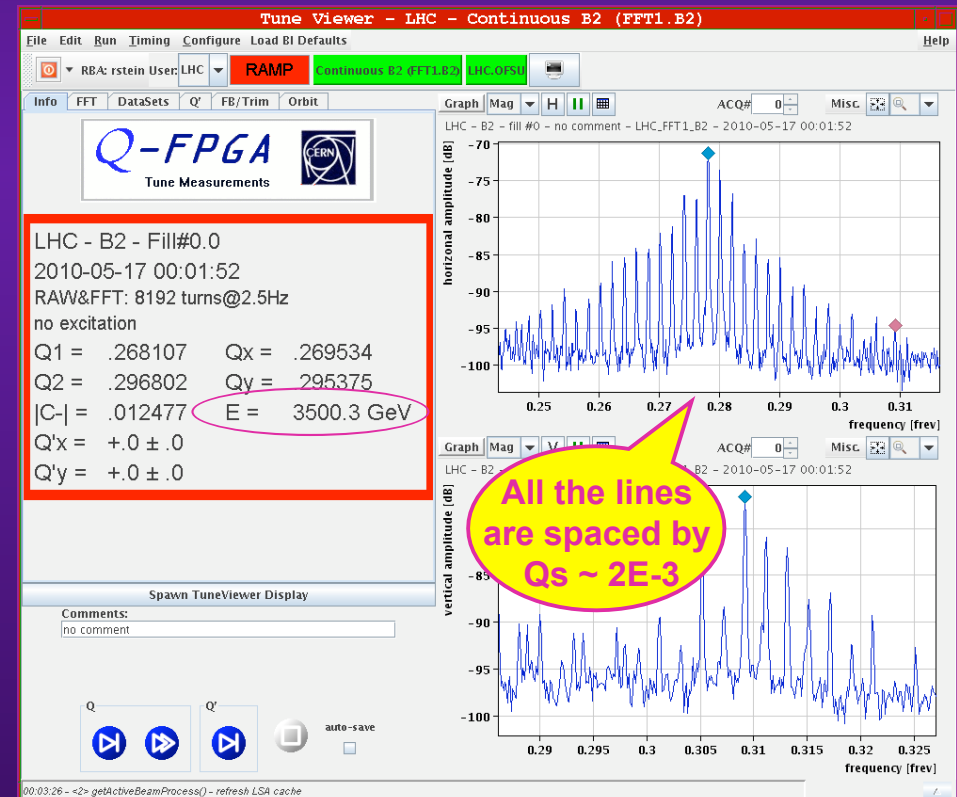 Tune Viewer - LHC - Continuous B2 (FFT1.B2)
File Edit Run Timing Configure Load BI Defaults Help
RBA: rstein User: LHC RAMP Continuous B2 (FFT1.B2) LHC.OFSU
Info FFT DataSets Q' FB/Trim Orbit
Q-FPGA
Tune Measurements
CERN
LHC - B2 - Fill#0.0
2010-05-17 00:01:52
RAW&FFT: 8192 turns@2.5Hz
no excitation
Q1 = .268107 Qx = .269534
Q2 = .296802 Qy = .295375
|C-| = .012477 E = 3500.3 GeV
Q'x = +.0 ± .0
Q'y = +.0 ± .0
Spawn TuneViewer Display
Comments:
no comment
Q Q'
auto-save
00:03:26 - <2> getActiveBeamProcess() - refresh LSA cache
Graph Mag H ACQ# 0 Misc.
LHC - B2 - fill #0 - no comment - LHC_FFT1_B2 - 2010-05-17 00:01:52
horizonal amplitude [dB]
-70
-75
-80
-85
-90
-95
-100
0.25 0.26 0.27 0.28 0.29 0.3 0.31
frequency [frev]
Graph Mag V ACQ# 0 Misc.
LHC - B2 - B2 - 2010-05-17 00:01:52
All the lines
are spaced by
Qs ~ 2E-3
vertical amplitude [dB]
-85
-90
-95
-100
0.29 0.295 0.3 0.305 0.31 0.315 0.32 0.325
frequency [frev]